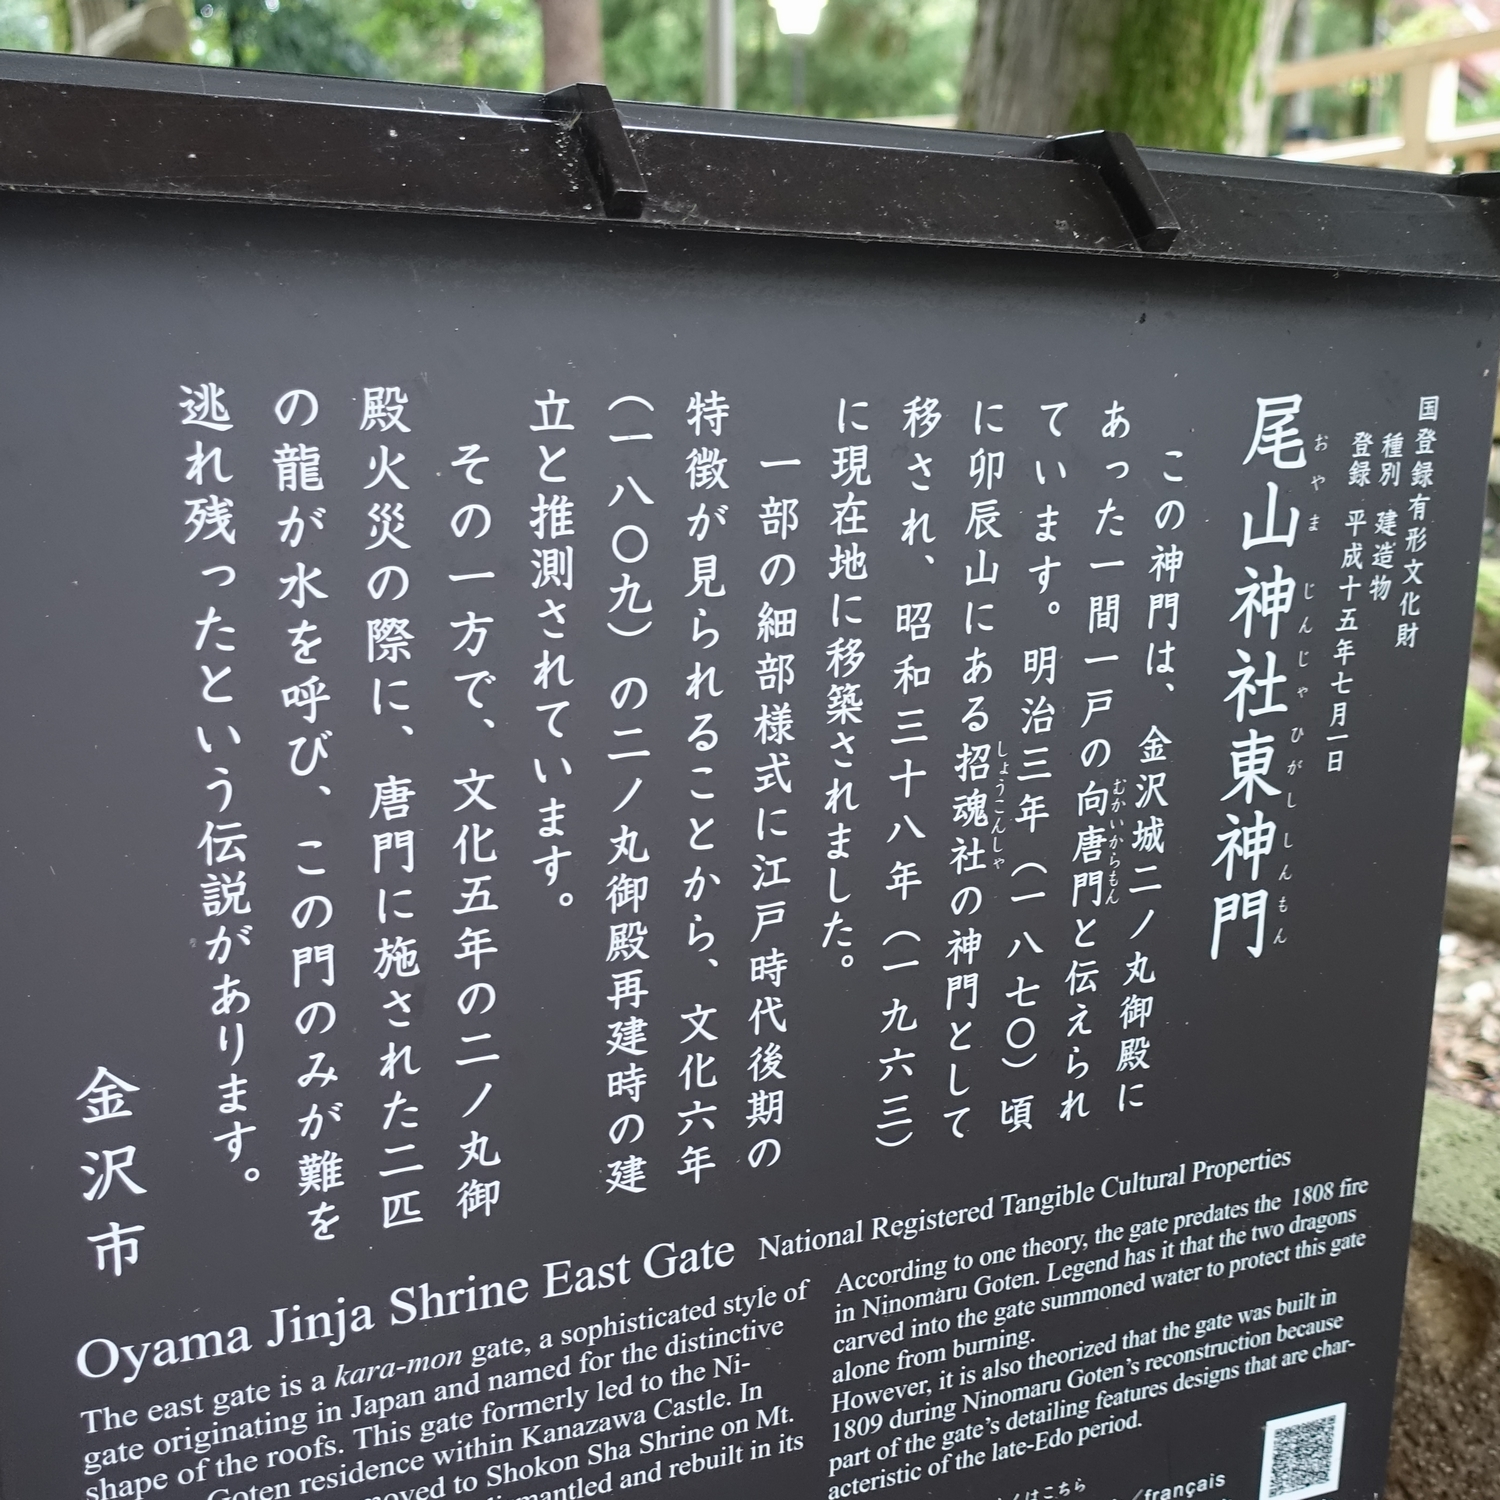 国登録有形文化財
種別 建造物
登録 平成十五年七月一日
おやまじんじゃひがししんもん
尾山神社東神門
この神門は、金沢城二ノ丸御殿に
あった一間一戸の向唐門と伝えられ
むかいからもん
ています。明治三年(一八七〇)頃
に卯辰山にある招魂社の神門として
しょうこんしゃ
移され、昭和三十八年(一九六三)
に現在地に移築されました。
一部の細部様式に江戸時代後期の
特徴が見られることから、文化六年
(一八〇九)の二ノ丸御殿再建時の建
立と推測されています。
その一方で、文化五年の二ノ丸御
殿火災の際に、唐門に施された二匹
の龍が水を呼び、この門のみが難を
逃れ残ったという伝説があります。
金沢市
Oyama Jinja Shrine East Gate National Registered Tangible Cultural Properties
The east gate is a kara-mon gate, a sophisticated style of
gate originating in Japan and named for the distinctive
shape of the roofs. This gate formerly led to the Ni-
Goten residence within Kanazawa Castle. In
moved to Shokon Sha Shrine on Mt.
dismantled and rebuilt in its
According to one theory, the gate predates the 1808 fire
in Ninomaru Goten. Legend has it that the two dragons
carved into the gate summoned water to protect this gate
alone from burning.
However, it is also theorized that the gate was built in
1809 during Ninomaru Goten's reconstruction because
part of the gate's detailing features designs that are char-
acteristic of the late-Edo period.
くはこちら
/français